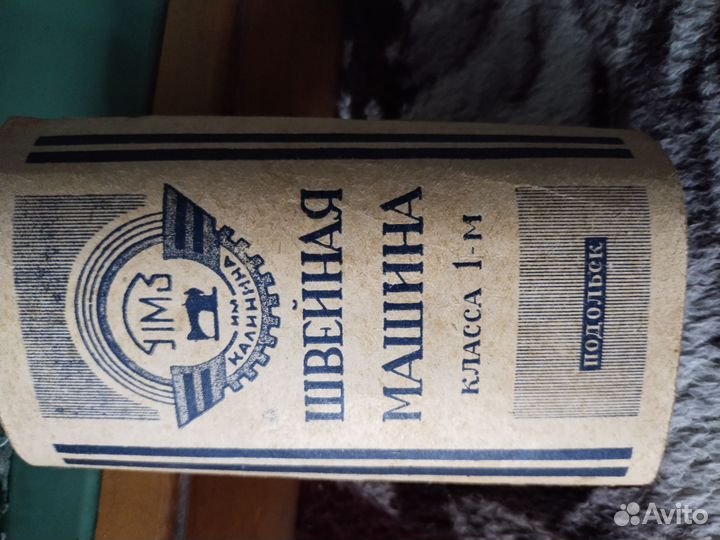 ПМЗ
ИМ.
КАЛИНИНА
ШВЕЙНАЯ
МАШИНА
КЛАССА 1-М
ПОДОЛЬСК
Avito